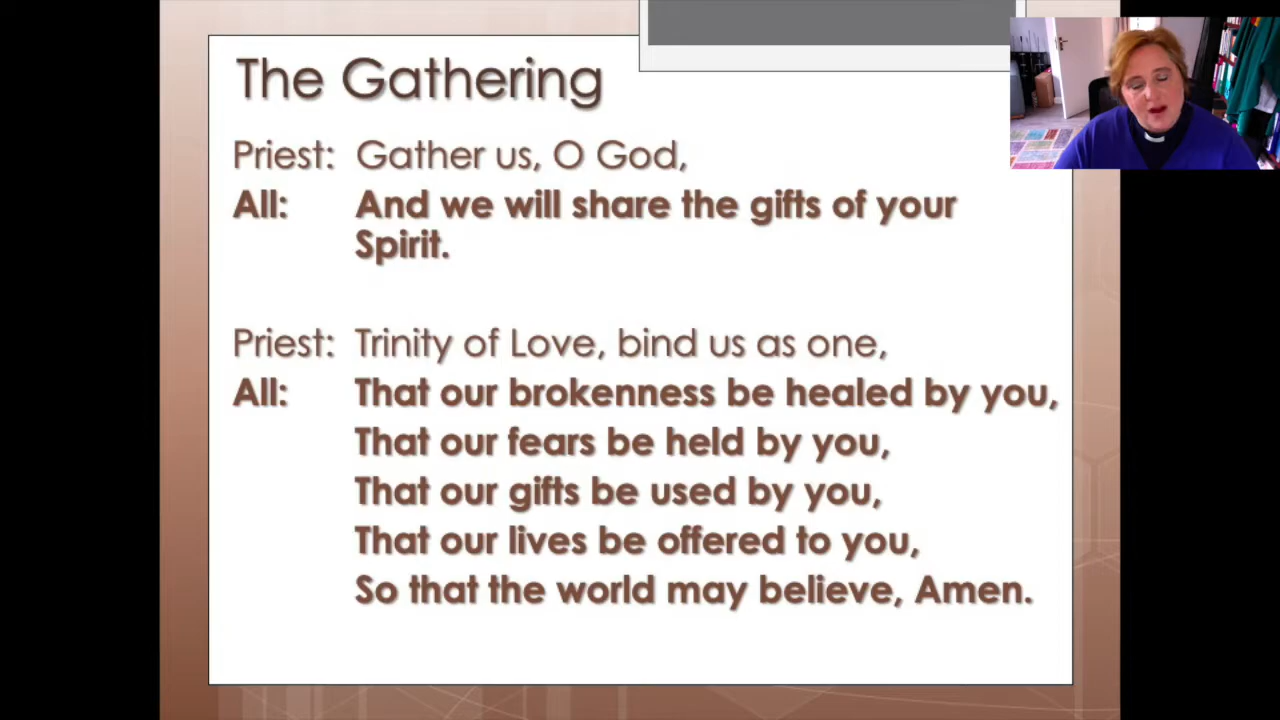 The Gathering
Priest: Gather us, O God,
All: And we will share the gifts of your
Spirit.
Priest: Trinity of Love, bind us as one,
All: That our brokenness be healed by you,
That our fears be held by you,
That our gifts be used by you,
That our lives be offered to you,
So that the world may believe, Amen.